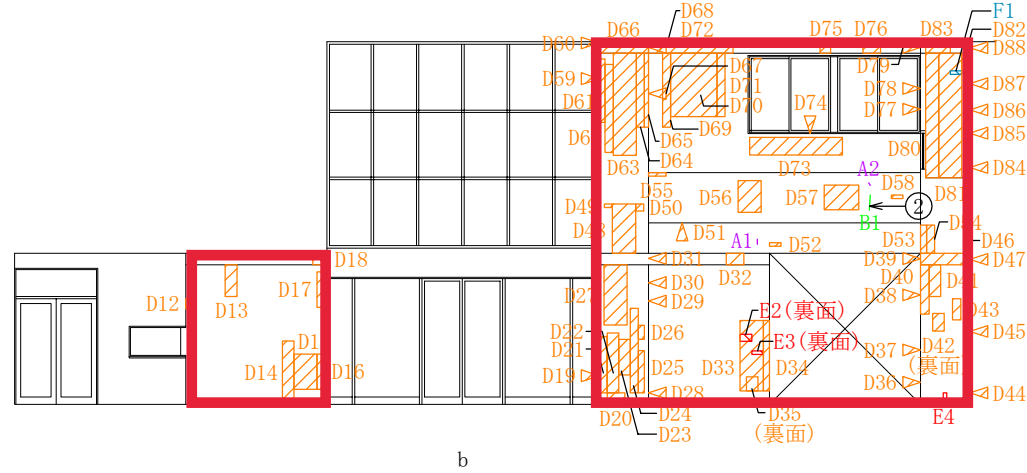 D68
F1
D66
D72
D75
D76
D83
D82
D60
D88
D79
D59
D67
D87
D61
D71
D78
D70
D74
D77
D86
D69
D65
D85
D64
D63
D80
D73
D84
A2
D55
D58
D81
D49
D50
D56
D57
2
B1
D54
D48
D51
A1
D52
D53
D46
D18
D31
D32
D39
D47
D17
D30
D40
D41
D12
D13
D27
D29
D38
E2(裏面)
D43
D22
D26
D45
D21
E3(裏面)
D42
(裏面)
D37
D14
D16
D19
D25
D33
D34
D36
D28
D44
D20
D24
D35
(裏面)
D23
E4
b